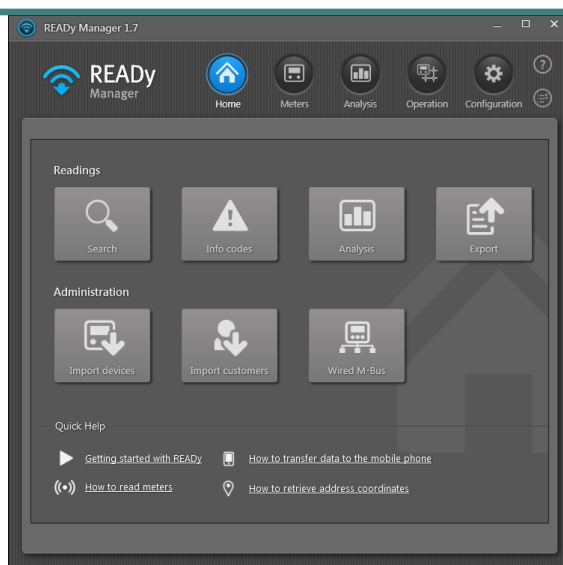 READy Manager 1.7
READy
Manager
Home Meters Analysis Operation Configuration
?
Readings
Search Info codes Analysis Export
Administration
Import devices Import customers Wired M-Bus
Quick Help
Getting started with READy How to transfer data to the mobile phone
How to read meters How to retrieve address coordinates